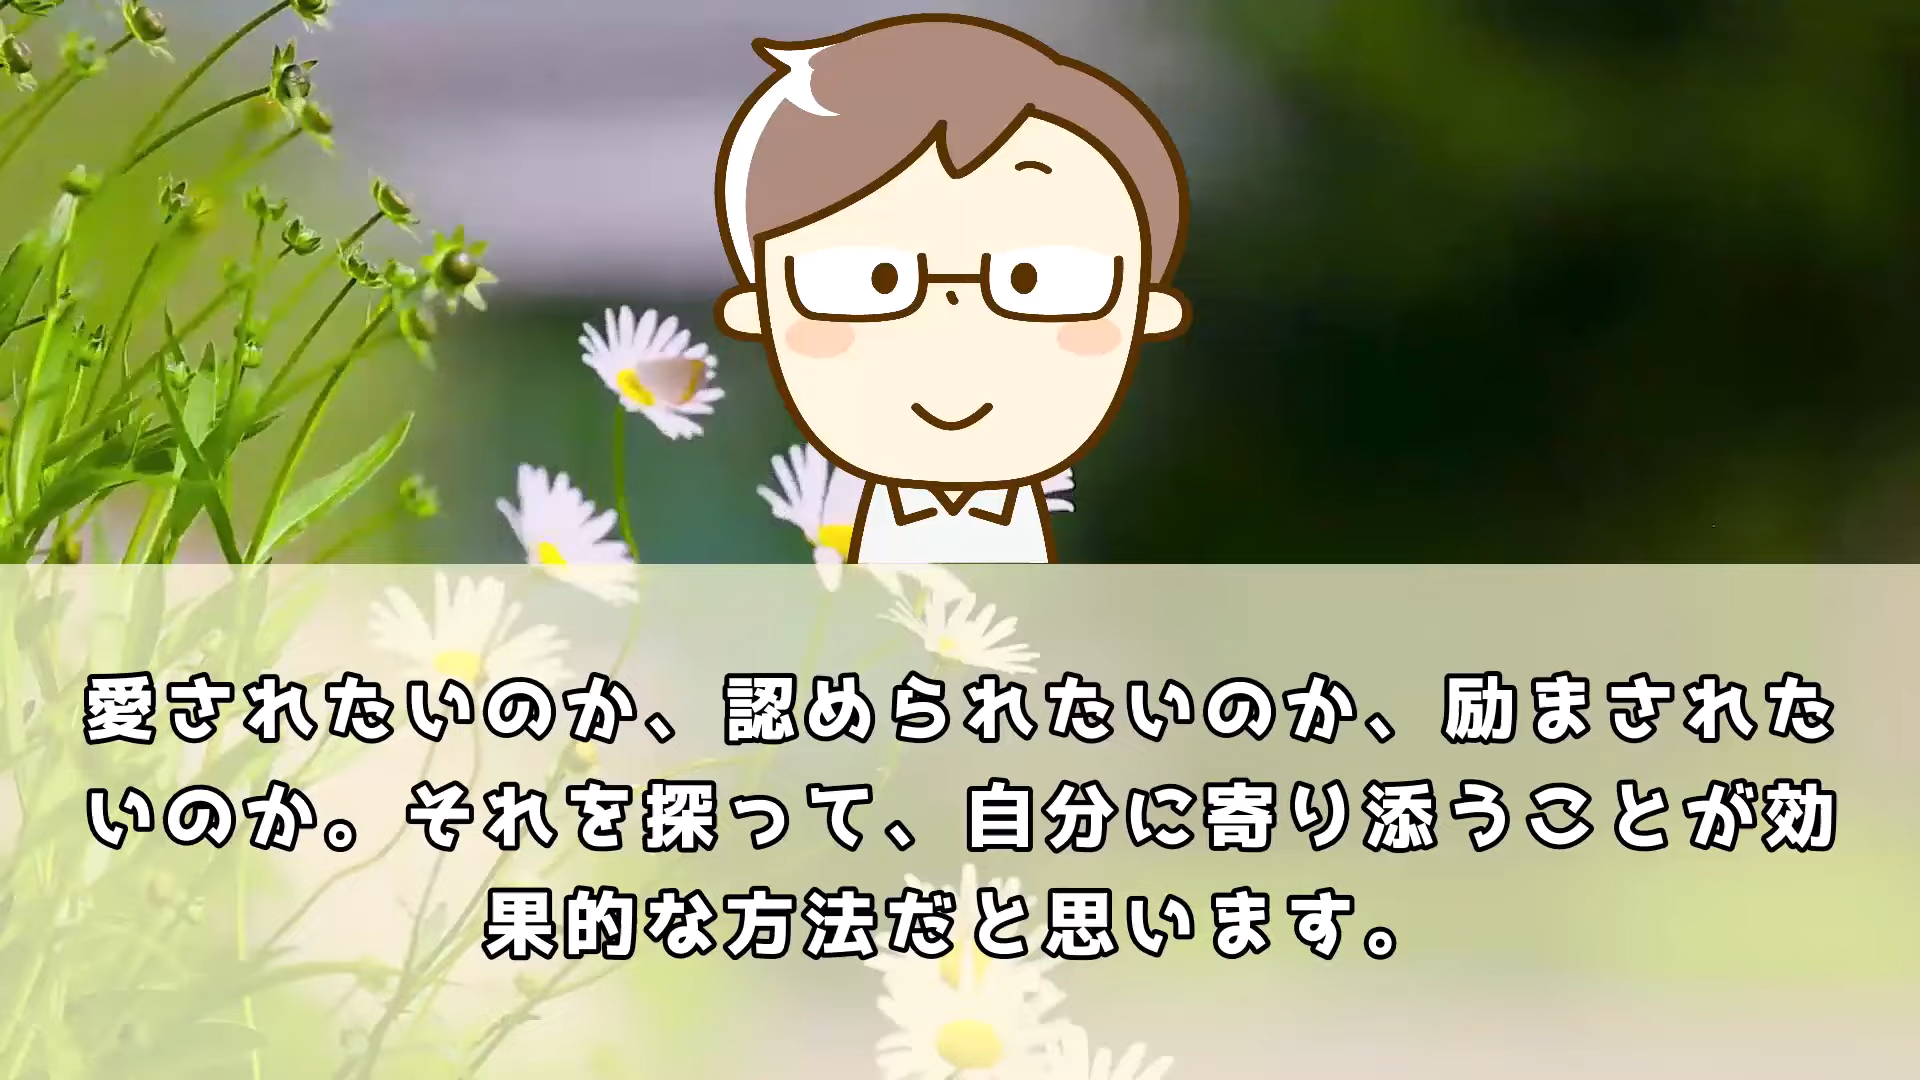 愛されたいのか、認められたいのか、励まされた
いのか。それを探って、自分に寄り添うことが効
果的な方法だと思います。